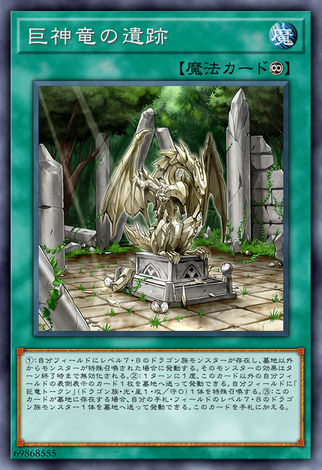 巨神竜の遺跡
魔
【魔法カード】
①:自分フィールドにレベル7・8のドラゴン族モンスターが存在し、墓地以外
からモンスターが特殊召喚された場合に発動する。そのモンスターの効果はタ
ーン終了時まで無効化される。②:1ターンに1度、このカード以外の自分フィ
ールドの表側表示のカード1枚を墓地へ送って発動できる。自分フィールドに「
巨竜トークン」(ドラゴン族・光・星1・攻/守0)1体を特殊召喚する。③:この
カードが墓地に存在する場合、自分の手札・フィールドのレベル7・8のドラゴ
ン族モンスター1体を墓地へ送って発動できる。このカードを手札に加える。
69868555